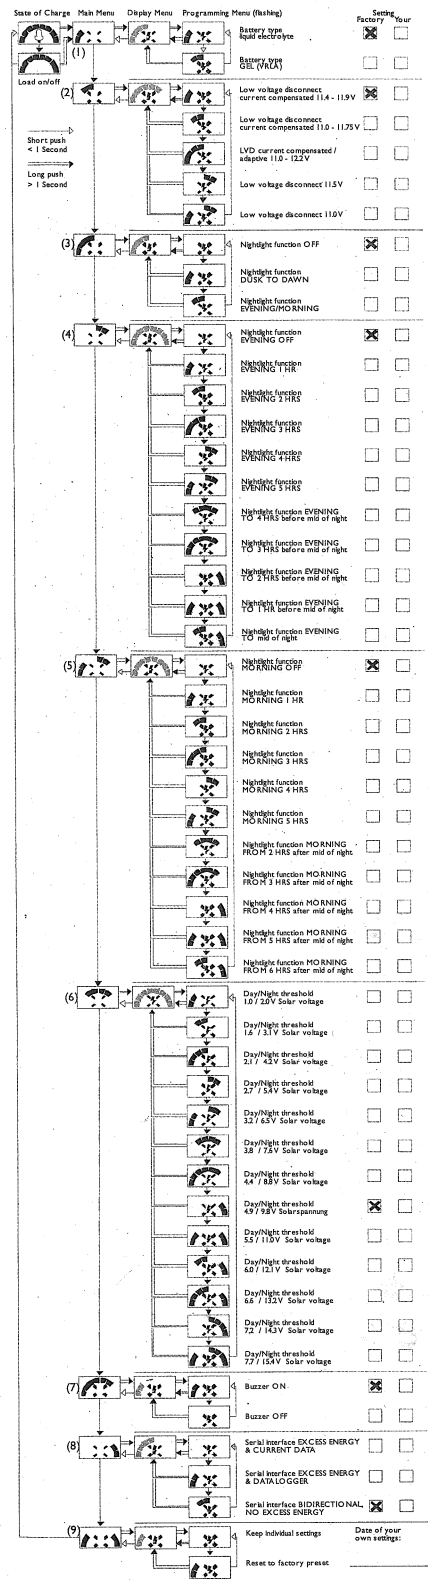 State of Charge Main Menu Display Menu Programming Menu (flashing) Setting
Factory Your
(1)
Battery type
liquid electrolyte
Battery type
GEL (VRLA)
Load on/off
(2)
Low voltage disconnect
current compensated 11.4 - 11.9V
Low voltage disconnect
current compensated 11.0 - 11.75V
Short push
< 1 Second
LVD current compensated /
adaptive 11.0 - 12.2V
Long push
> 1 Second
Low voltage disconnect 11.5V
Low voltage disconnect 11.0V
(3)
Nightlight function OFF
Nightlight function
DUSK TO DAWN
Nightlight function
EVENING/MORNING
(4)
Nightlight function
EVENING OFF
Nightlight function
EVENING 1 HR
Nightlight function
EVENING 2 HRS
Nightlight function
EVENING 3 HRS
Nightlight function
EVENING 4 HRS
Nightlight function
EVENING 5 HRS
Nightlight function EVENING
TO 4 HRS before mid of night
Nightlight function EVENING
TO 3 HRS before mid of night
Nightlight function EVENING
TO 2 HRS before mid of night
Nightlight function EVENING
TO 1 HR before mid of night
Nightlight function EVENING
TO mid of night
(5)
Nightlight function
MORNING OFF
Nightlight function
MORNING 1 HR
Nightlight function
MORNING 2 HRS
Nightlight function
MORNING 3 HRS
Nightlight function
MORNING 4 HRS
Nightlight function
MORNING 5 HRS
Nightlight function MORNING
FROM 2 HRS after mid of night
Nightlight function MORNING
FROM 3 HRS after mid of night
Nightlight function MORNING
FROM 4 HRS after mid of night
Nightlight function MORNING
FROM 5 HRS after mid of night
Nightlight function MORNING
FROM 6 HRS after mid of night
(6)
Day/Night threshold
1.0 / 2.0V Solar voltage
Day/Night threshold
1.6 / 3.1V Solar voltage
Day/Night threshold
2.1 / 4.2V Solar voltage
Day/Night threshold
2.7 / 5.4V Solar voltage
Day/Night threshold
3.2 / 6.5V Solar voltage
Day/Night threshold
3.8 / 7.6V Solar voltage
Day/Night threshold
4.4 / 8.8V Solar voltage
Day/Night threshold
4.9 / 9.8V Solarspannung
Day/Night threshold
5.5 / 11.0V Solar voltage
Day/Night threshold
6.0 / 12.1V Solar voltage
Day/Night threshold
6.6 / 13.2V Solar voltage
Day/Night threshold
7.2 / 14.3V Solar voltage
Day/Night threshold
7.7 / 15.4V Solar voltage
(7)
Buzzer ON
Buzzer OFF
(8)
Serial interface EXCESS ENERGY
& CURRENT DATA
Serial interface EXCESS ENERGY
& DATALOGGER
Serial interface BIDIRECTIONAL,
NO EXCESS ENERGY
(9)
Keep individual settings
Date of your
own settings:
Reset to factory preset